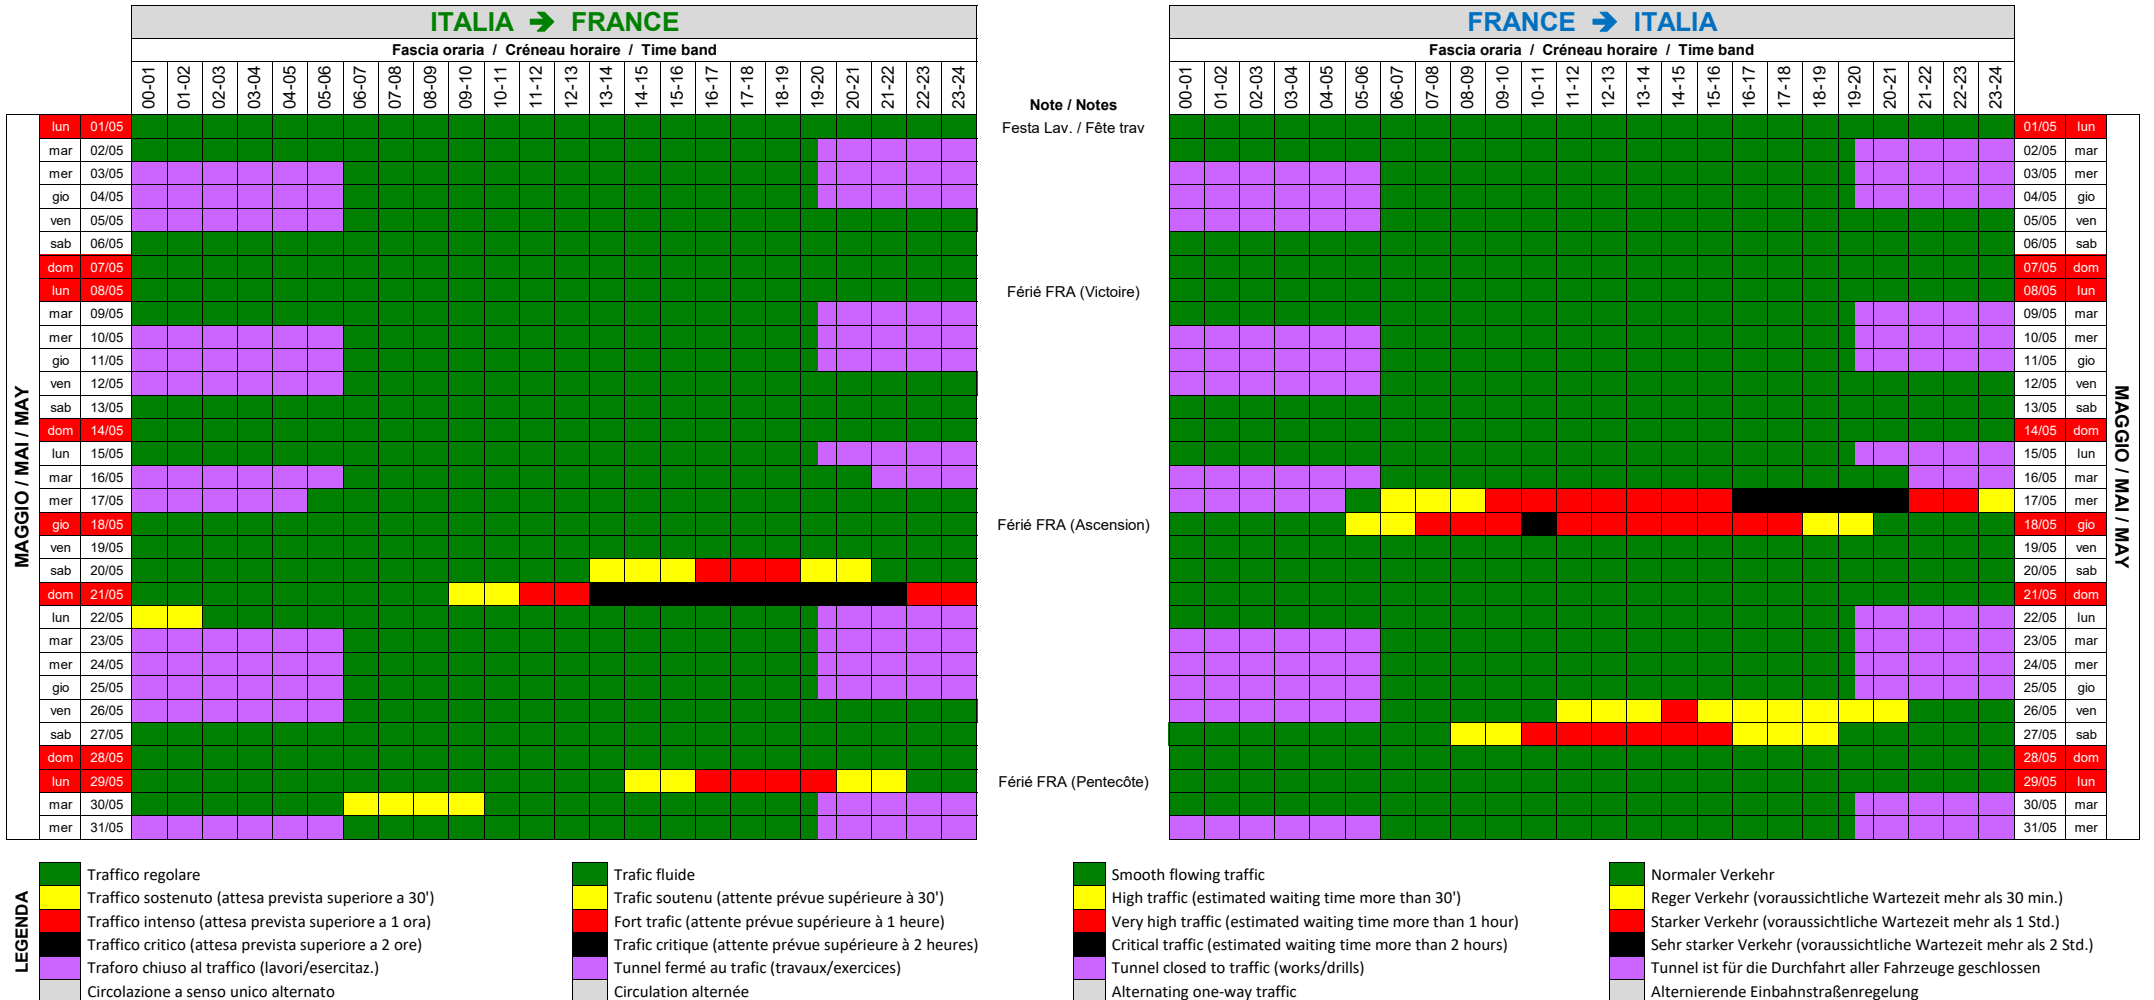 ITALIA ➔ FRANCE
FRANCE ➔ ITALIA
Fascia oraria / Créneau horaire / Time band
Fascia oraria / Créneau horaire / Time band
00-01 01-02 02-03 03-04 04-05 05-06 06-07 07-08 08-09 09-10 10-11 11-12 12-13 13-14 14-15 15-16 16-17 17-18 18-19 19-20 20-21 21-22 22-23 23-24
Note / Notes
00-01 01-02 02-03 03-04 04-05 05-06 06-07 07-08 08-09 09-10 10-11 11-12 12-13 13-14 14-15 15-16 16-17 17-18 18-19 19-20 20-21 21-22 22-23 23-24
MAGGIO / MAI / MAY
lun 01/05 Festa Lav. / Fête trav 01/05 lun
mar 02/05 02/05 mar
mer 03/05 03/05 mer
gio 04/05 04/05 gio
ven 05/05 05/05 ven
sab 06/05 06/05 sab
dom 07/05 07/05 dom
lun 08/05 Férié FRA (Victoire) 08/05 lun
mar 09/05 09/05 mar
mer 10/05 10/05 mer
gio 11/05 11/05 gio
ven 12/05 12/05 ven
sab 13/05 13/05 sab
dom 14/05 14/05 dom
lun 15/05 15/05 lun
mar 16/05 16/05 mar
mer 17/05 17/05 mer
gio 18/05 Férié FRA (Ascension) 18/05 gio
ven 19/05 19/05 ven
sab 20/05 20/05 sab
dom 21/05 21/05 dom
lun 22/05 22/05 lun
mar 23/05 23/05 mar
mer 24/05 24/05 mer
gio 25/05 25/05 gio
ven 26/05 26/05 ven
sab 27/05 27/05 sab
dom 28/05 28/05 dom
lun 29/05 Férié FRA (Pentecôte) 29/05 lun
mar 30/05 30/05 mar
mer 31/05 31/05 mer
MAGGIO / MAI / MAY
LEGENDA
Traffico regolare
Traffico sostenuto (attesa prevista superiore a 30')
Traffico intenso (attesa prevista superiore a 1 ora)
Traffico critico (attesa prevista superiore a 2 ore)
Traforo chiuso al traffico (lavori/esercitaz.)
Circolazione a senso unico alternato
Trafic fluide
Trafic soutenu (attente prévue supérieure à 30')
Fort trafic (attente prévue supérieure à 1 heure)
Trafic critique (attente prévue supérieure à 2 heures)
Tunnel fermé au trafic (travaux/exercices)
Circulation alternée
Smooth flowing traffic
High traffic (estimated waiting time more than 30')
Very high traffic (estimated waiting time more than 1 hour)
Critical traffic (estimated waiting time more than 2 hours)
Tunnel closed to traffic (works/drills)
Alternating one-way traffic
Normaler Verkehr
Reger Verkehr (voraussichtliche Wartezeit mehr als 30 min.)
Starker Verkehr (voraussichtliche Wartezeit mehr als 1 Std.)
Sehr starker Verkehr (voraussichtliche Wartezeit mehr als 2 Std.)
Tunnel ist für die Durchfahrt aller Fahrzeuge geschlossen
Alternierende Einbahnstraßenregelung